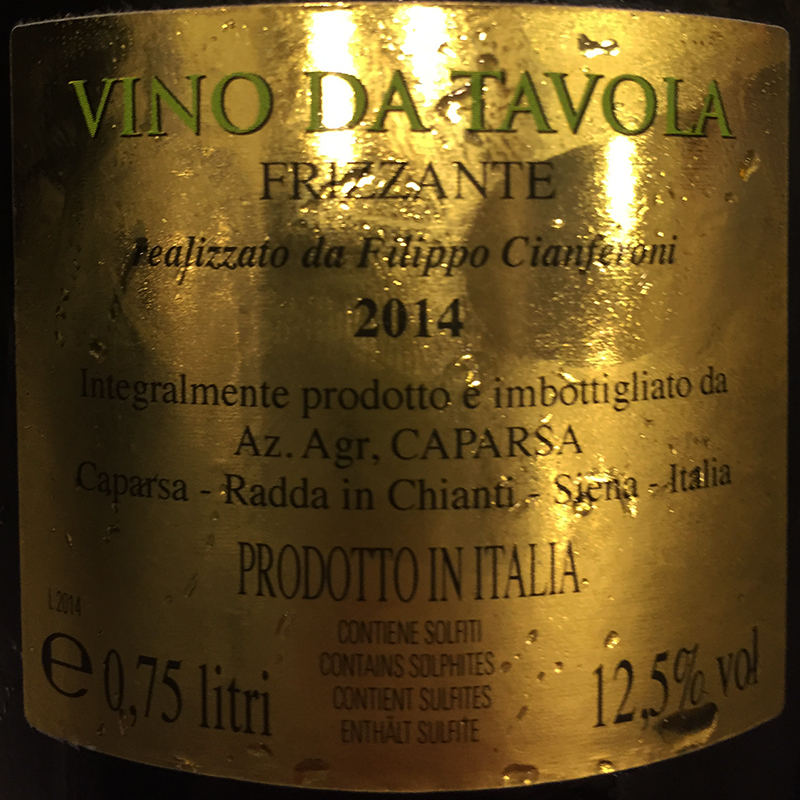 VINO DA TAVOLA
FRIZZANTE
realizzato da Filippo Cianferoni
2014
Integralmente prodotto e imbottigliato da
Az. Agr, CAPARSA
Caparsa - Radda in Chianti - Siena - Italia
PRODOTTO IN ITALIA
L 2014
CONTIENE SOLFITI
CONTAINS SOLPHITES
CONTIENT SULFITES
ENTHÄLT SULFITE
e 0,75 litri
12,5% vol